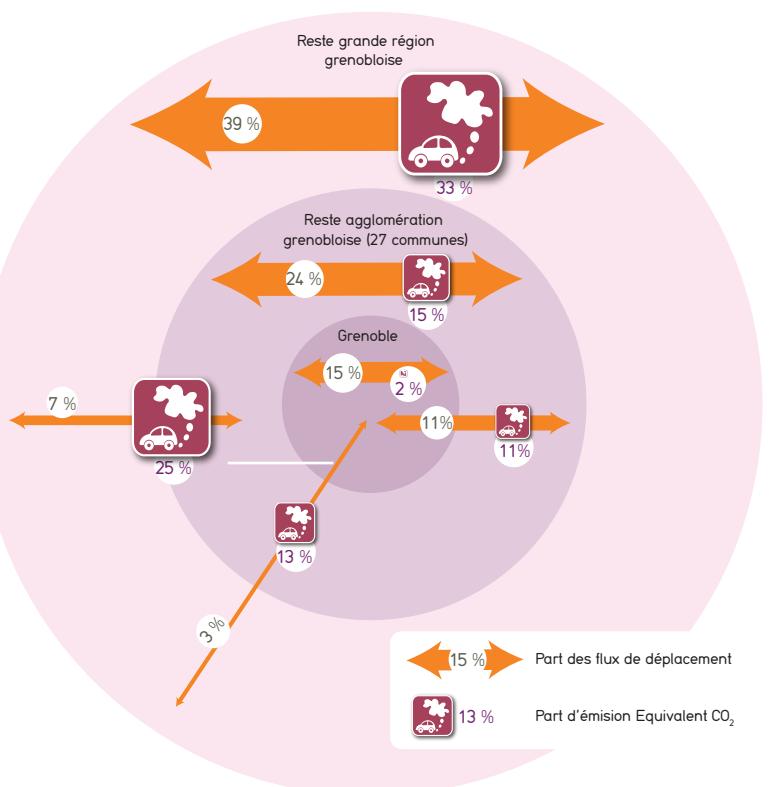 Reste grande région
grenobloise
39 %
33 %
Reste agglomération
grenobloise (27 communes)
24 %
15 %
Grenoble
15 %
2 %
7 %
11%
25 %
11%
13 %
3 %
15 %
Part des flux de déplacement
13 %
Part d'émision Equivalent CO2